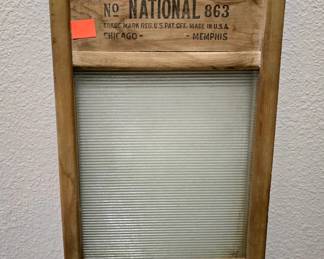 No NATIONAL 863
TRADE MARK REG. U.S. PAT. OFF. MADE IN U.S.A.
CHICAGO - - MEMPHIS